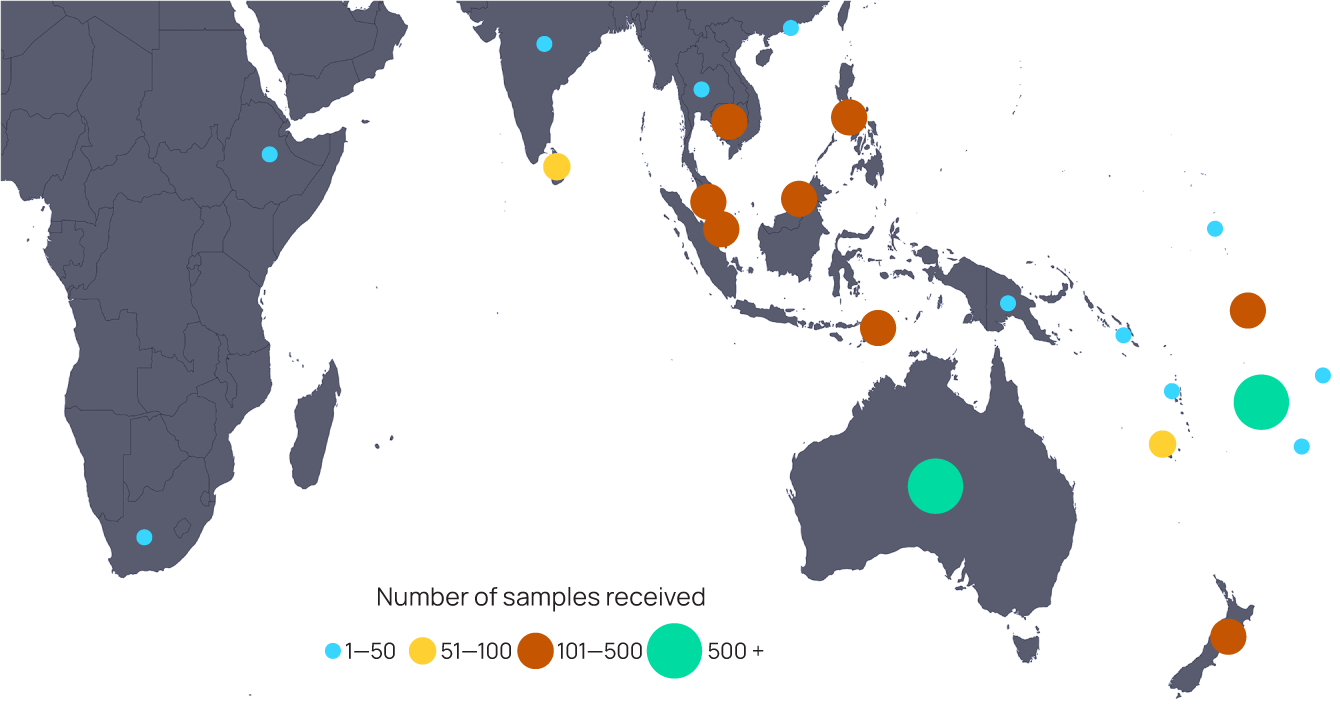 Number of samples received
1—50 51—100 101—500 500 +